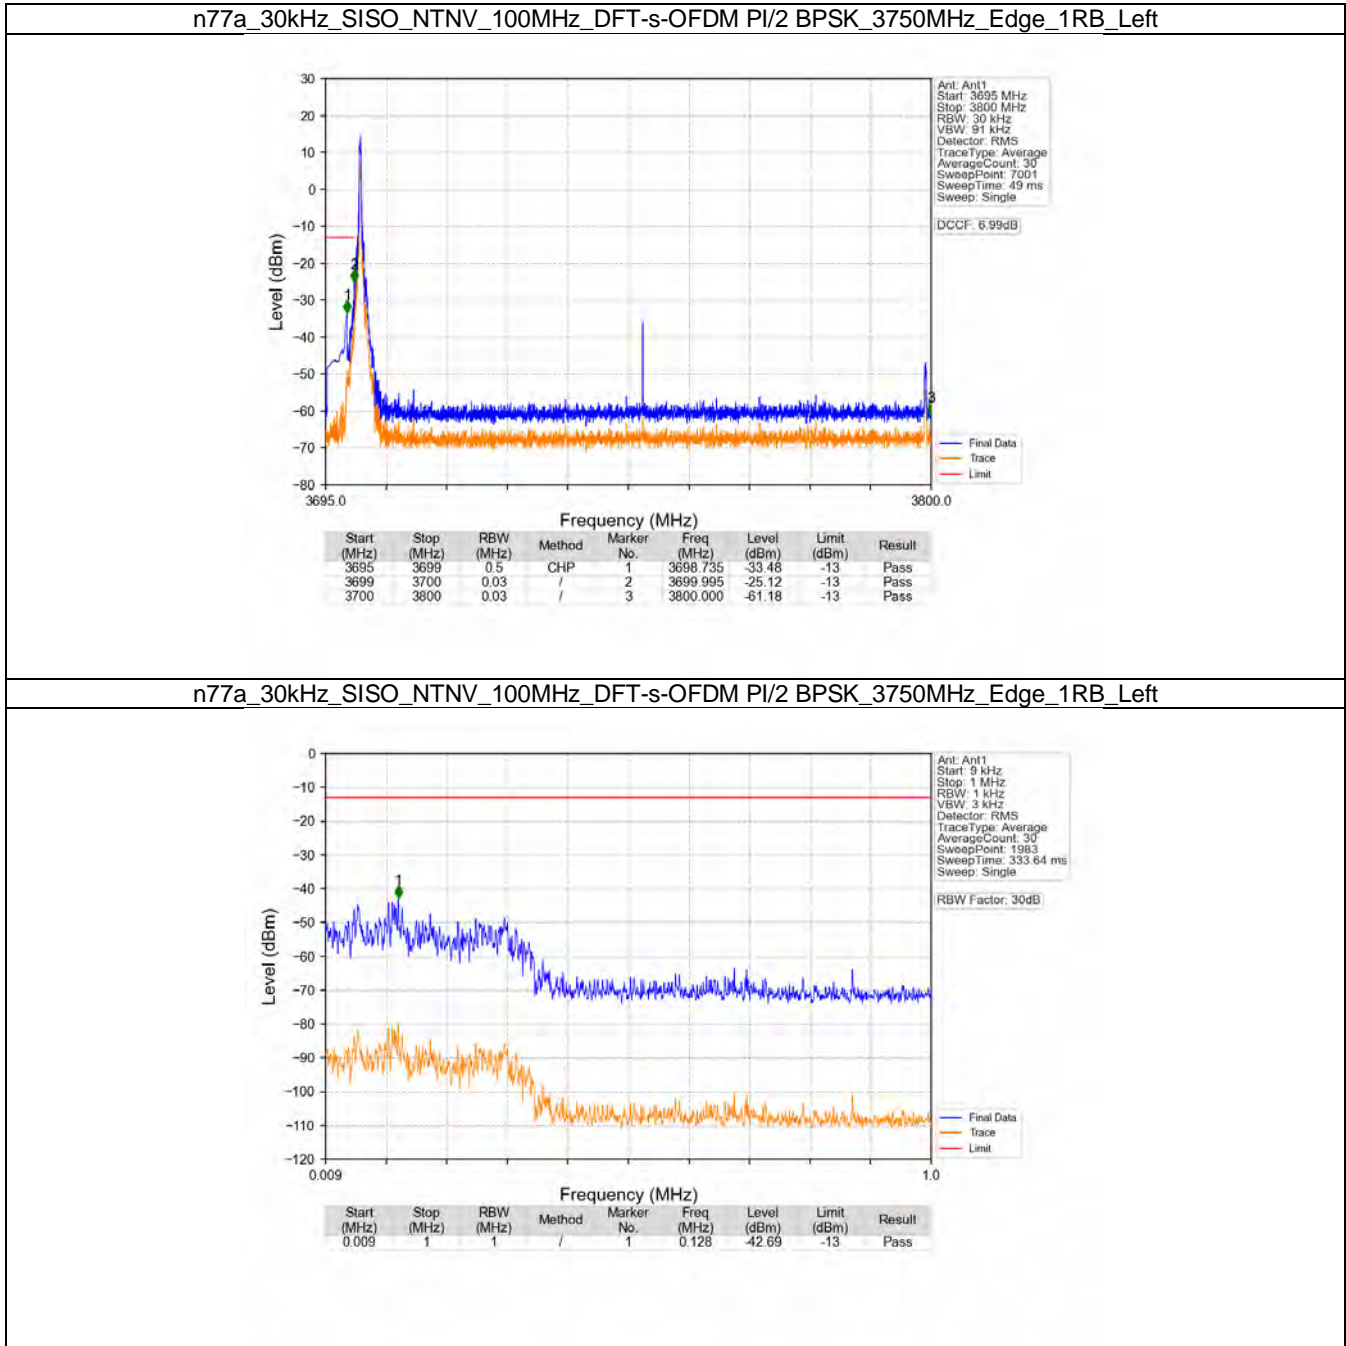 n77a_30kHz_SISO_NTNV_100MHz_DFT-s-OFDM PI/2 BPSK_3750MHz_Edge_1RB_Left
30
20
10
0
−10
−20
−30
−40
−50
−60
−70
−80
Level (dBm)
1
2
3
3695.0
3800.0
Frequency (MHz)
Ant: Ant1
Start: 3695 MHz
Stop: 3800 MHz
RBW: 30 kHz
VBW: 91 kHz
Detector: RMS
TraceType: Average
AverageCount: 30
SweepPoint: 7001
SweepTime: 49 ms
Sweep: Single
DCCF: 6.99dB
Final Data
Trace
Limit
Start (MHz) Stop (MHz) RBW (MHz) Method Marker No. Freq (MHz) Level (dBm) Limit (dBm) Result
3695 3699 0.5 CHP 1 3698.735 -33.48 -13 Pass
3699 3700 0.03 / 2 3699.995 -25.12 -13 Pass
3700 3800 0.03 / 3 3800.000 -61.18 -13 Pass
n77a_30kHz_SISO_NTNV_100MHz_DFT-s-OFDM PI/2 BPSK_3750MHz_Edge_1RB_Left
0
−10
−20
−30
−40
−50
−60
−70
−80
−90
−100
−110
−120
Level (dBm)
1
0.009
1.0
Frequency (MHz)
Ant: Ant1
Start: 9 kHz
Stop: 1 MHz
RBW: 1 kHz
VBW: 3 kHz
Detector: RMS
TraceType: Average
AverageCount: 30
SweepPoint: 1983
SweepTime: 333.64 ms
Sweep: Single
RBW Factor: 30dB
Final Data
Trace
Limit
Start (MHz) Stop (MHz) RBW (MHz) Method Marker No. Freq (MHz) Level (dBm) Limit (dBm) Result
0.009 1 1 / 1 0.128 -42.69 -13 Pass